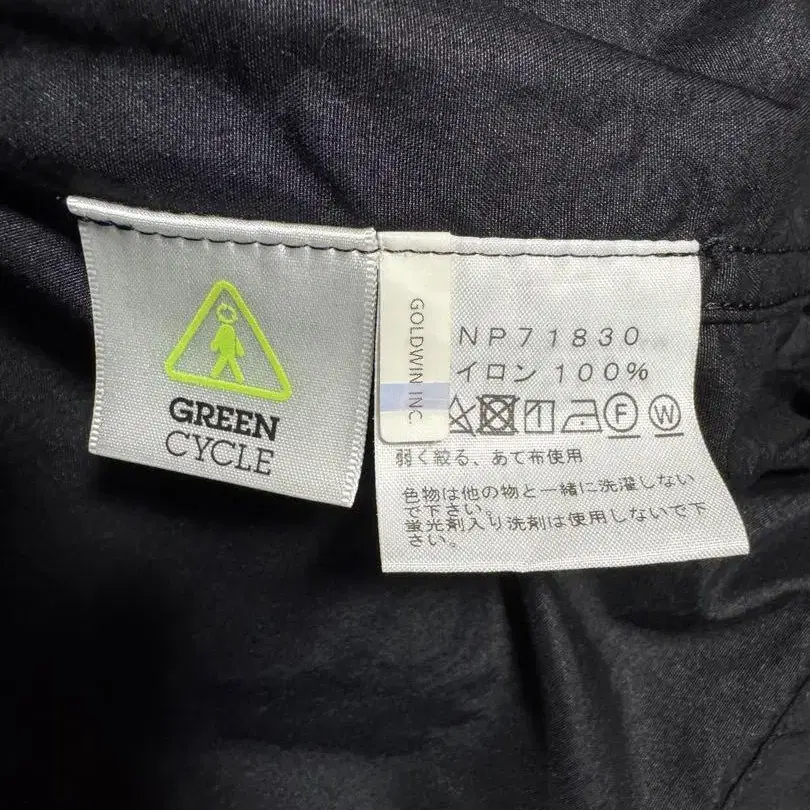 GREEN
CYCLE
GOLDWIN INC.
NP71830
イロン 100%
弱く絞る、あて布使用
色物は他の物と一緒に洗濯しない
で下さい。
蛍光剤入り洗剤は使用しないで下
さい。